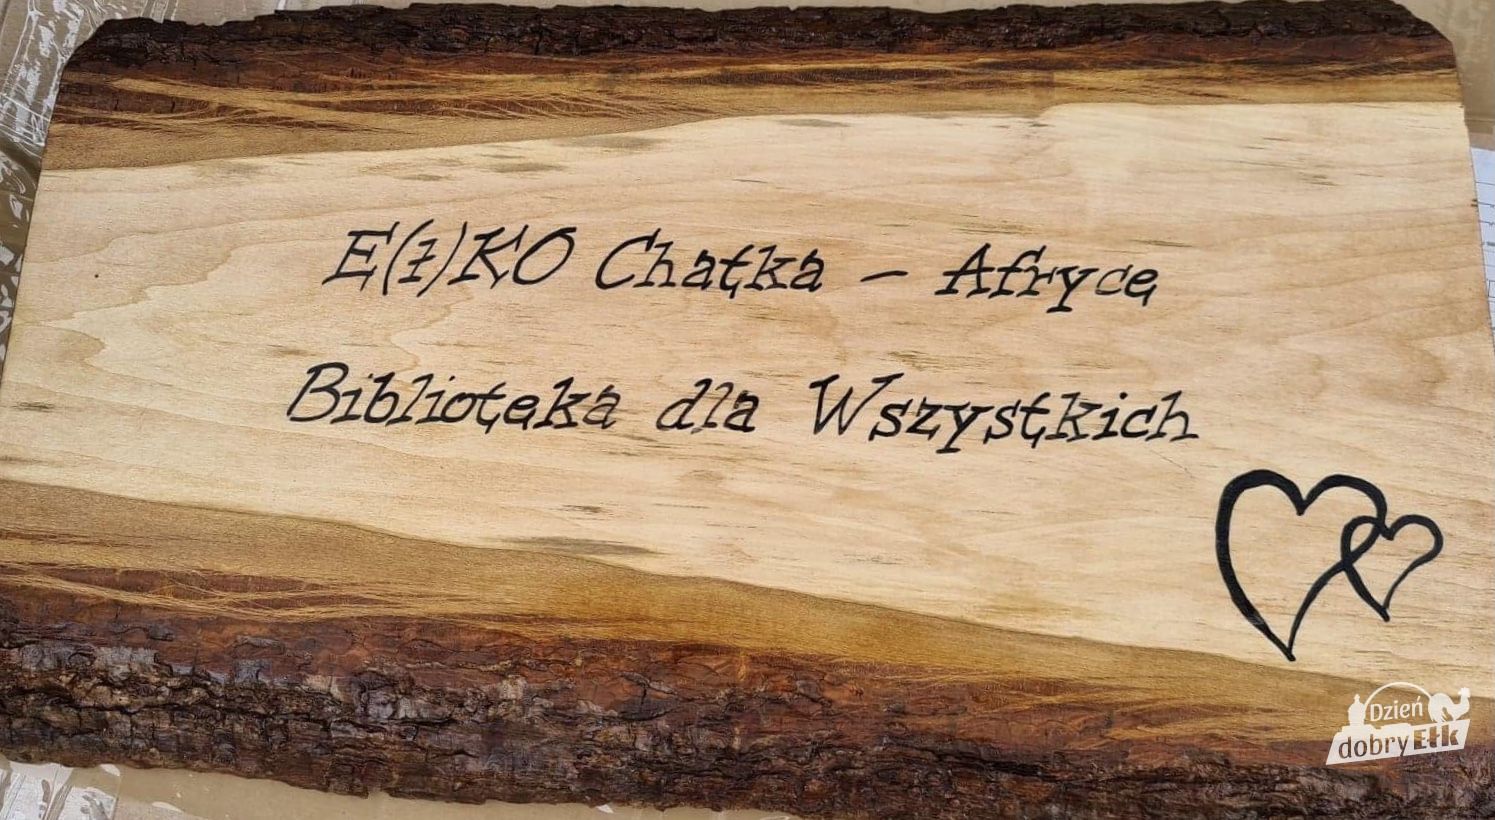 E(ł)KO Chatka - Afryce
Biblioteka dla Wszystkich
Dzień
dobry Ełk